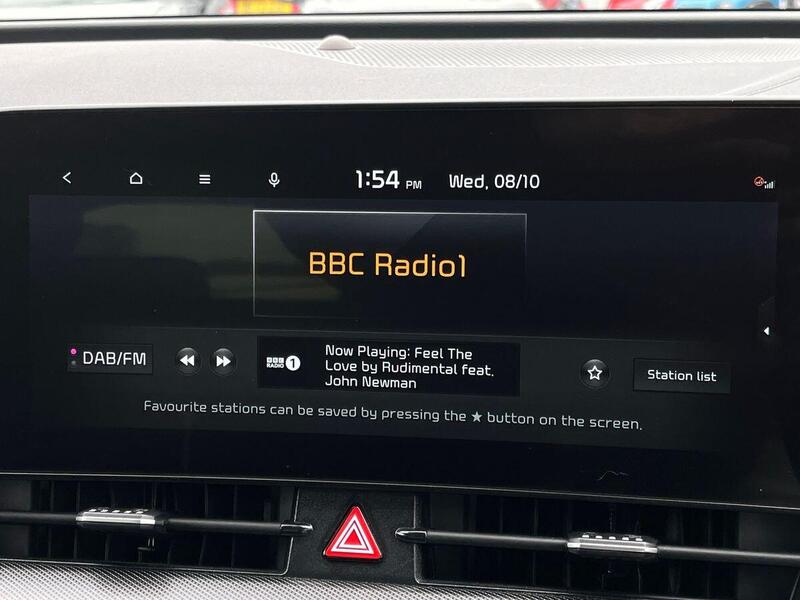 1:54 PM Wed, 08/10
BBC Radio1
DAB/FM
BBC
RADIO 1
Now Playing: Feel The
Love by Rudimental feat.
John Newman
Station list
Favourite stations can be saved by pressing the ★ button on the screen.